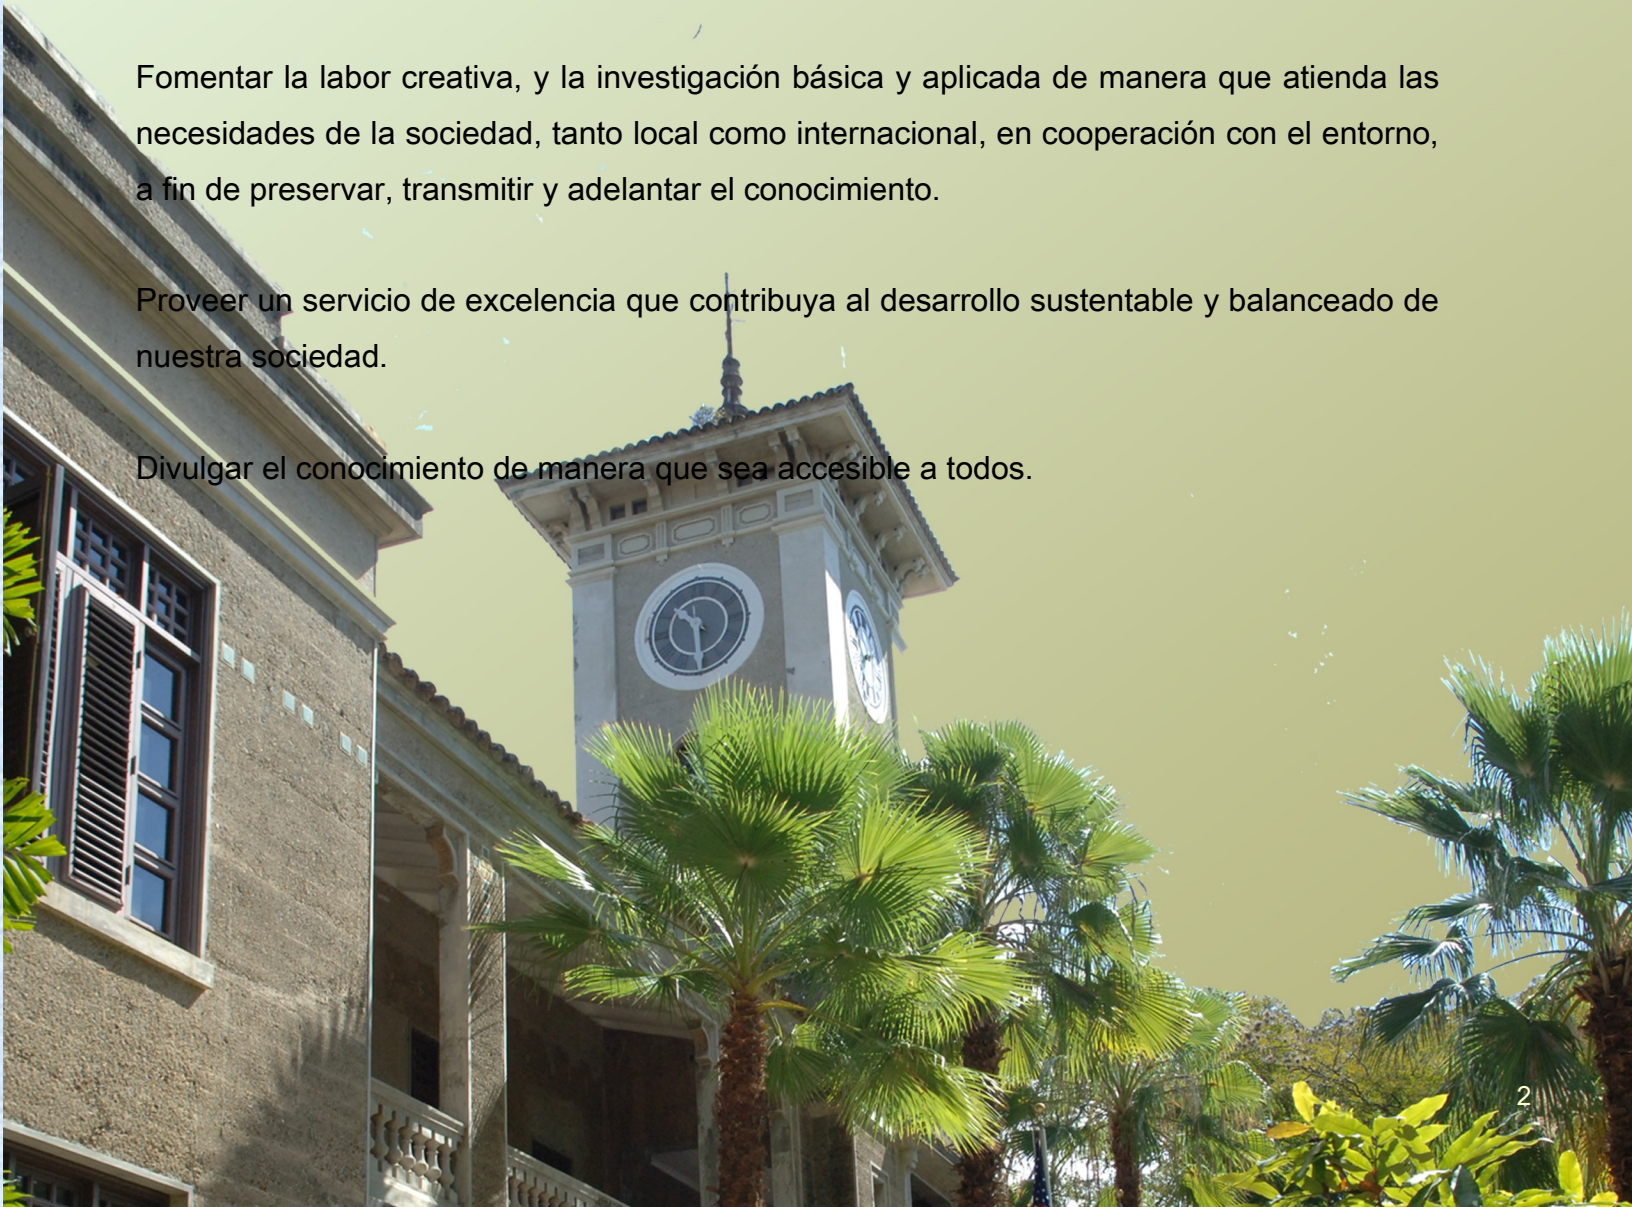 Fomentar la labor creativa, y la investigación básica y aplicada de manera que atienda las
necesidades de la sociedad, tanto local como internacional, en cooperación con el entorno,
a fin de preservar, transmitir y adelantar el conocimiento.
Proveer un servicio de excelencia que contribuya al desarrollo sustentable y balanceado de
nuestra sociedad.
Divulgar el conocimiento de manera que sea accesible a todos.
2